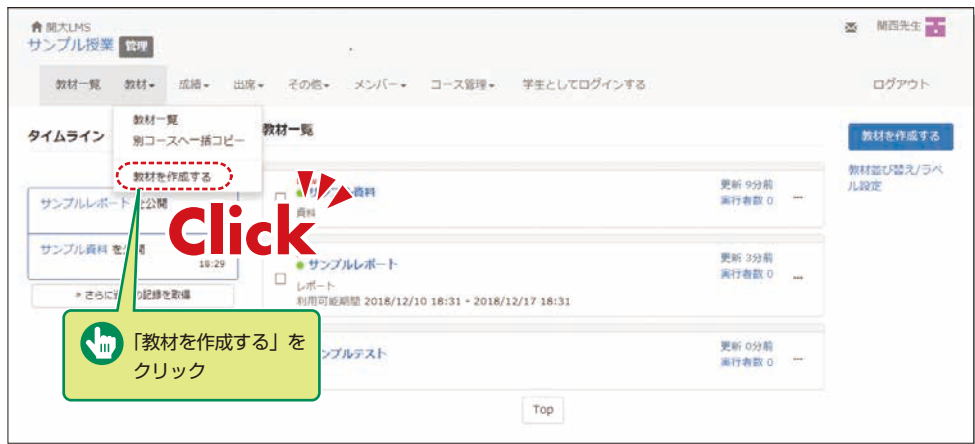 関大LMS
サンプル授業 管理
関西先生
教材一覧 教材 成績 出席 その他 メンバー コース管理 学生としてログインする ログアウト
教材一覧
別コースへ一括コピー
教材を作成する
タイムライン
サンプルレポート を公開
サンプル資料 を公開
18:29
の記録を取得
Click
「教材を作成する」を
クリック
教材一覧
資料
資料
更新 9分前
実行者数 0
サンプルレポート
レポート
利用可能期間 2018/12/10 18:31 - 2018/12/17 18:31
更新 3分前
実行者数 0
ンプルテスト
更新 0分前
実行者数 0
Top
教材を作成する
教材並び替え/ラベ
ル設定